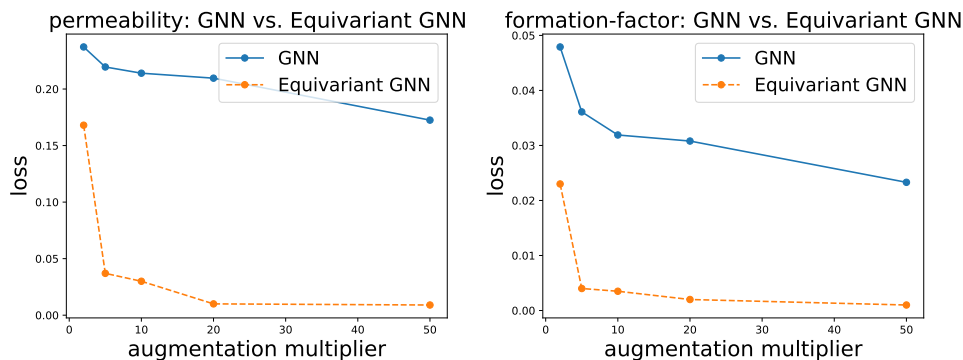 permeability: GNN vs. Equivariant GNN
GNN
Equivariant GNN
loss
0.20
0.15
0.10
0.05
0.00
0 10 20 30 40 50
augmentation multiplier
formation-factor: GNN vs. Equivariant GNN
GNN
Equivariant GNN
loss
0.05
0.04
0.03
0.02
0.01
0.00
0 10 20 30 40 50
augmentation multiplier